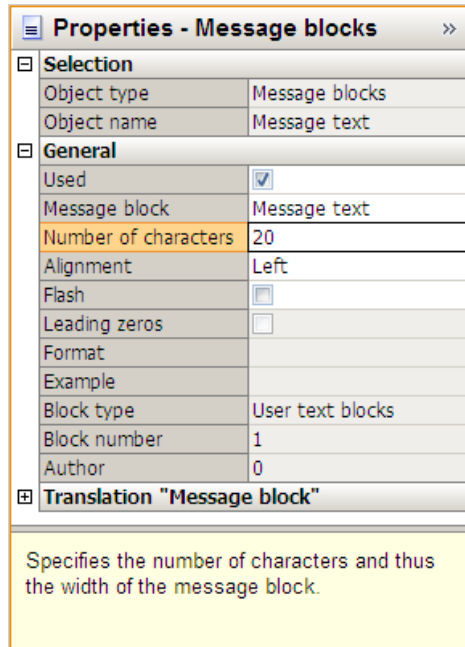 Properties - Message blocks »
Selection
Object type Message blocks
Object name Message text
General
Used
Message block Message text
Number of characters 20
Alignment Left
Flash
Leading zeros
Format
Example
Block type User text blocks
Block number 1
Author 0
Translation "Message block"
Specifies the number of characters and thus
the width of the message block.